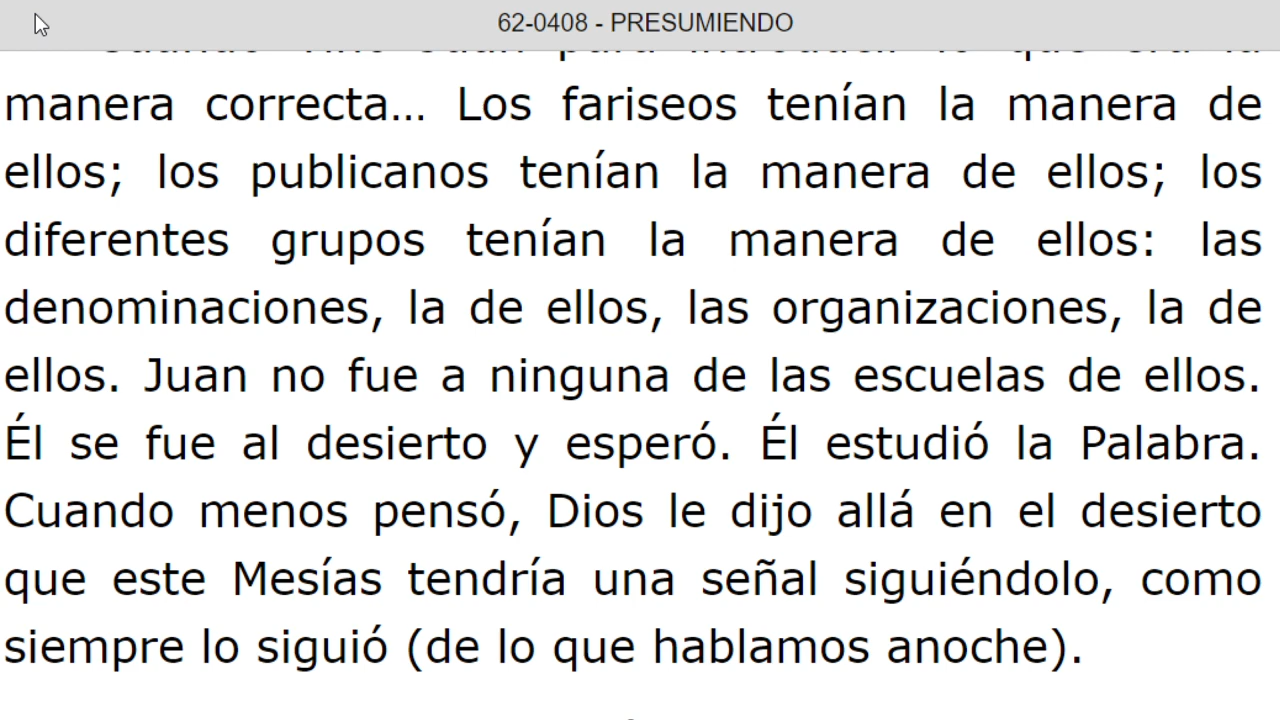 62-0408 - PRESUMIENDO
manera correcta… Los fariseos tenían la manera de
ellos; los publicanos tenían la manera de ellos; los
diferentes grupos tenían la manera de ellos: las
denominaciones, la de ellos, las organizaciones, la de
ellos. Juan no fue a ninguna de las escuelas de ellos.
Él se fue al desierto y esperó. Él estudió la Palabra.
Cuando menos pensó, Dios le dijo allá en el desierto
que este Mesías tendría una señal siguiéndolo, como
siempre lo siguió (de lo que hablamos anoche).